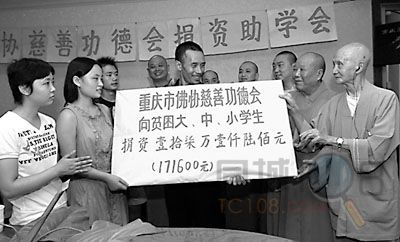 协慈善功德会捐资助学会
重庆市佛协慈善功德会
向贫困大、中、小学生
捐资壹拾柒万壹仟陆佰元
(171600元)
TC108.com